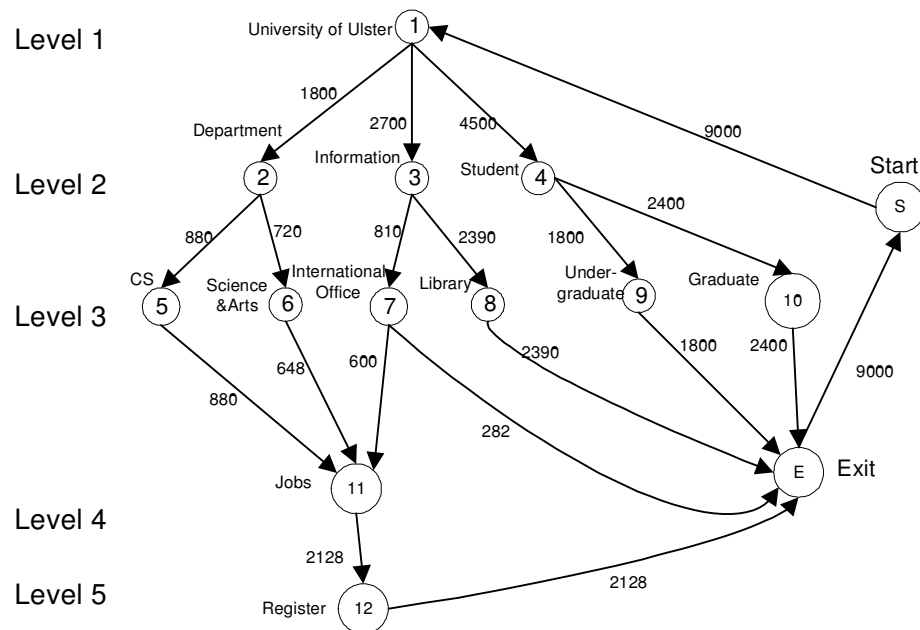 Level 1
University of Ulster
1
1800
2700
4500
9000
Department
Information
Student
Start
Level 2
2
3
4
S
2400
880
720
810
2390
1800
CS
Science
&Arts
International
Office
Library
Under-
graduate
Graduate
5
6
7
8
9
10
Level 3
648
600
2390
1800
2400
9000
880
282
Jobs
11
E
Exit
Level 4
2128
2128
Level 5
Register
12